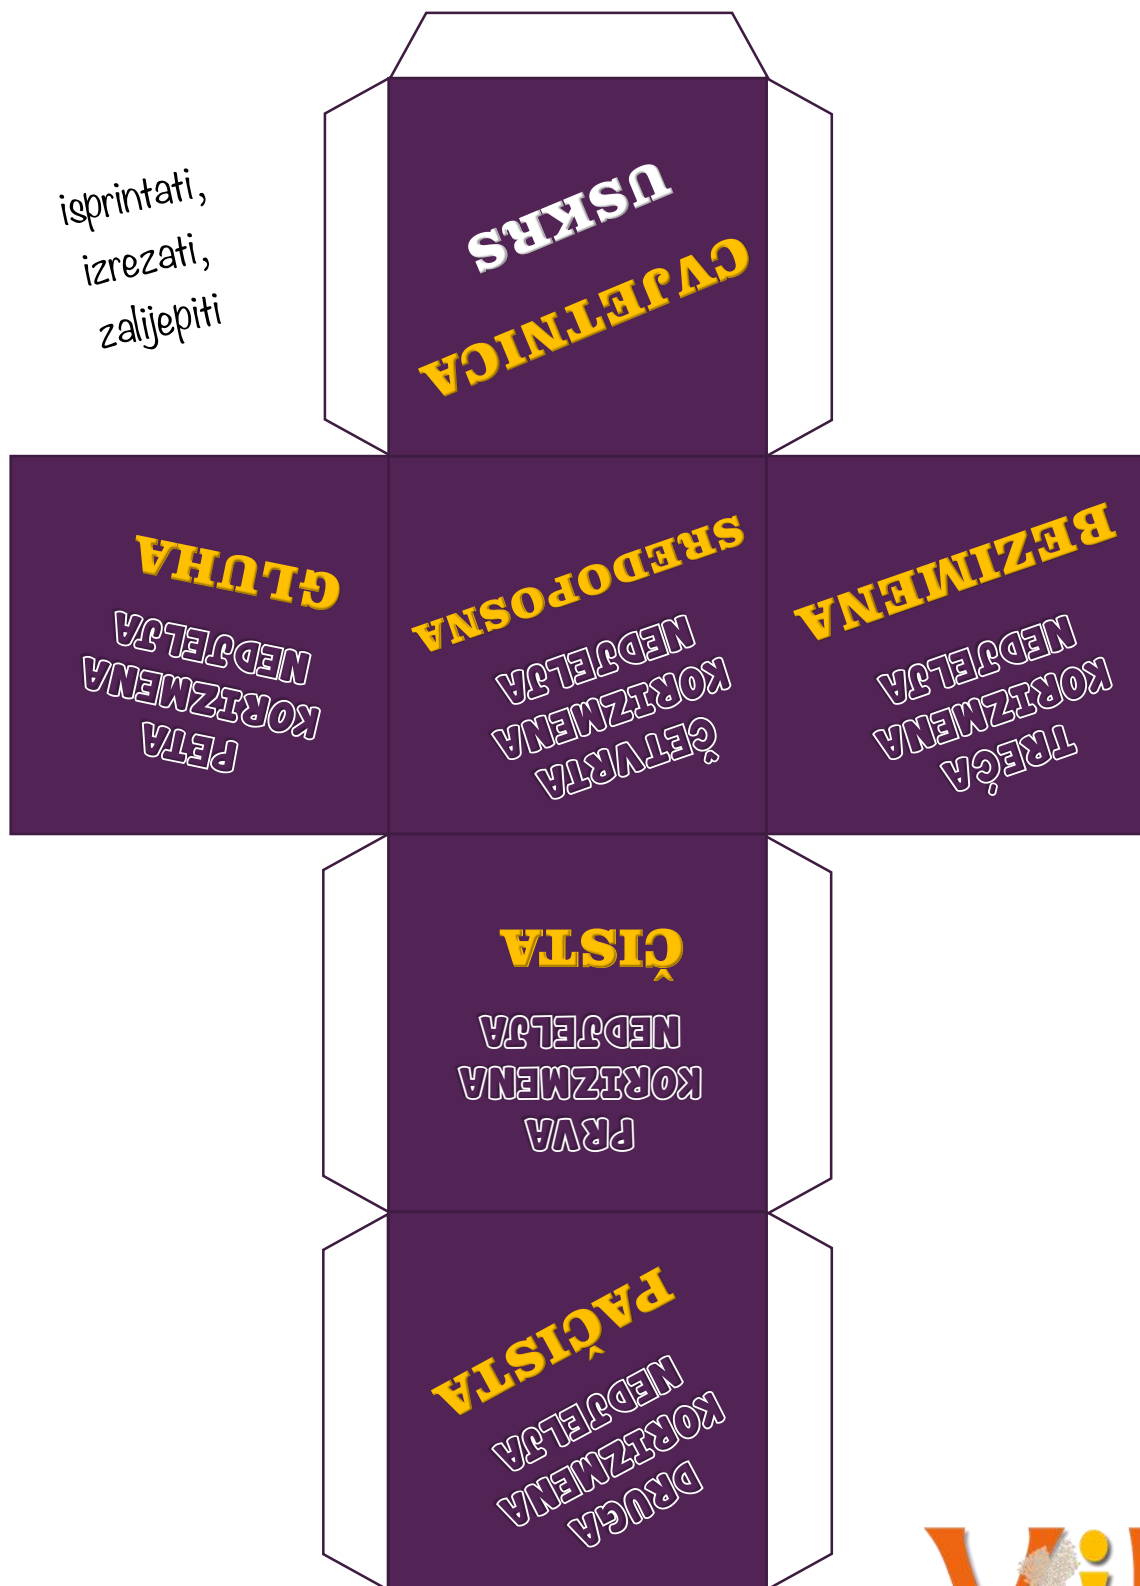 isprintati,
izrezati,
zalijepiti
CVJETNICA
USKRS
PETA
KORIZMENA
NEDJELJA
GLUHA
ČETVRTA
KORIZMENA
NEDJELJA
SREDOPOSNA
TREĆA
KORIZMENA
NEDJELJA
BEZIMENA
PRVA
KORIZMENA
NEDJELJA
ČISTA
DRUGA
KORIZMENA
NEDJELJA
PAČISTA